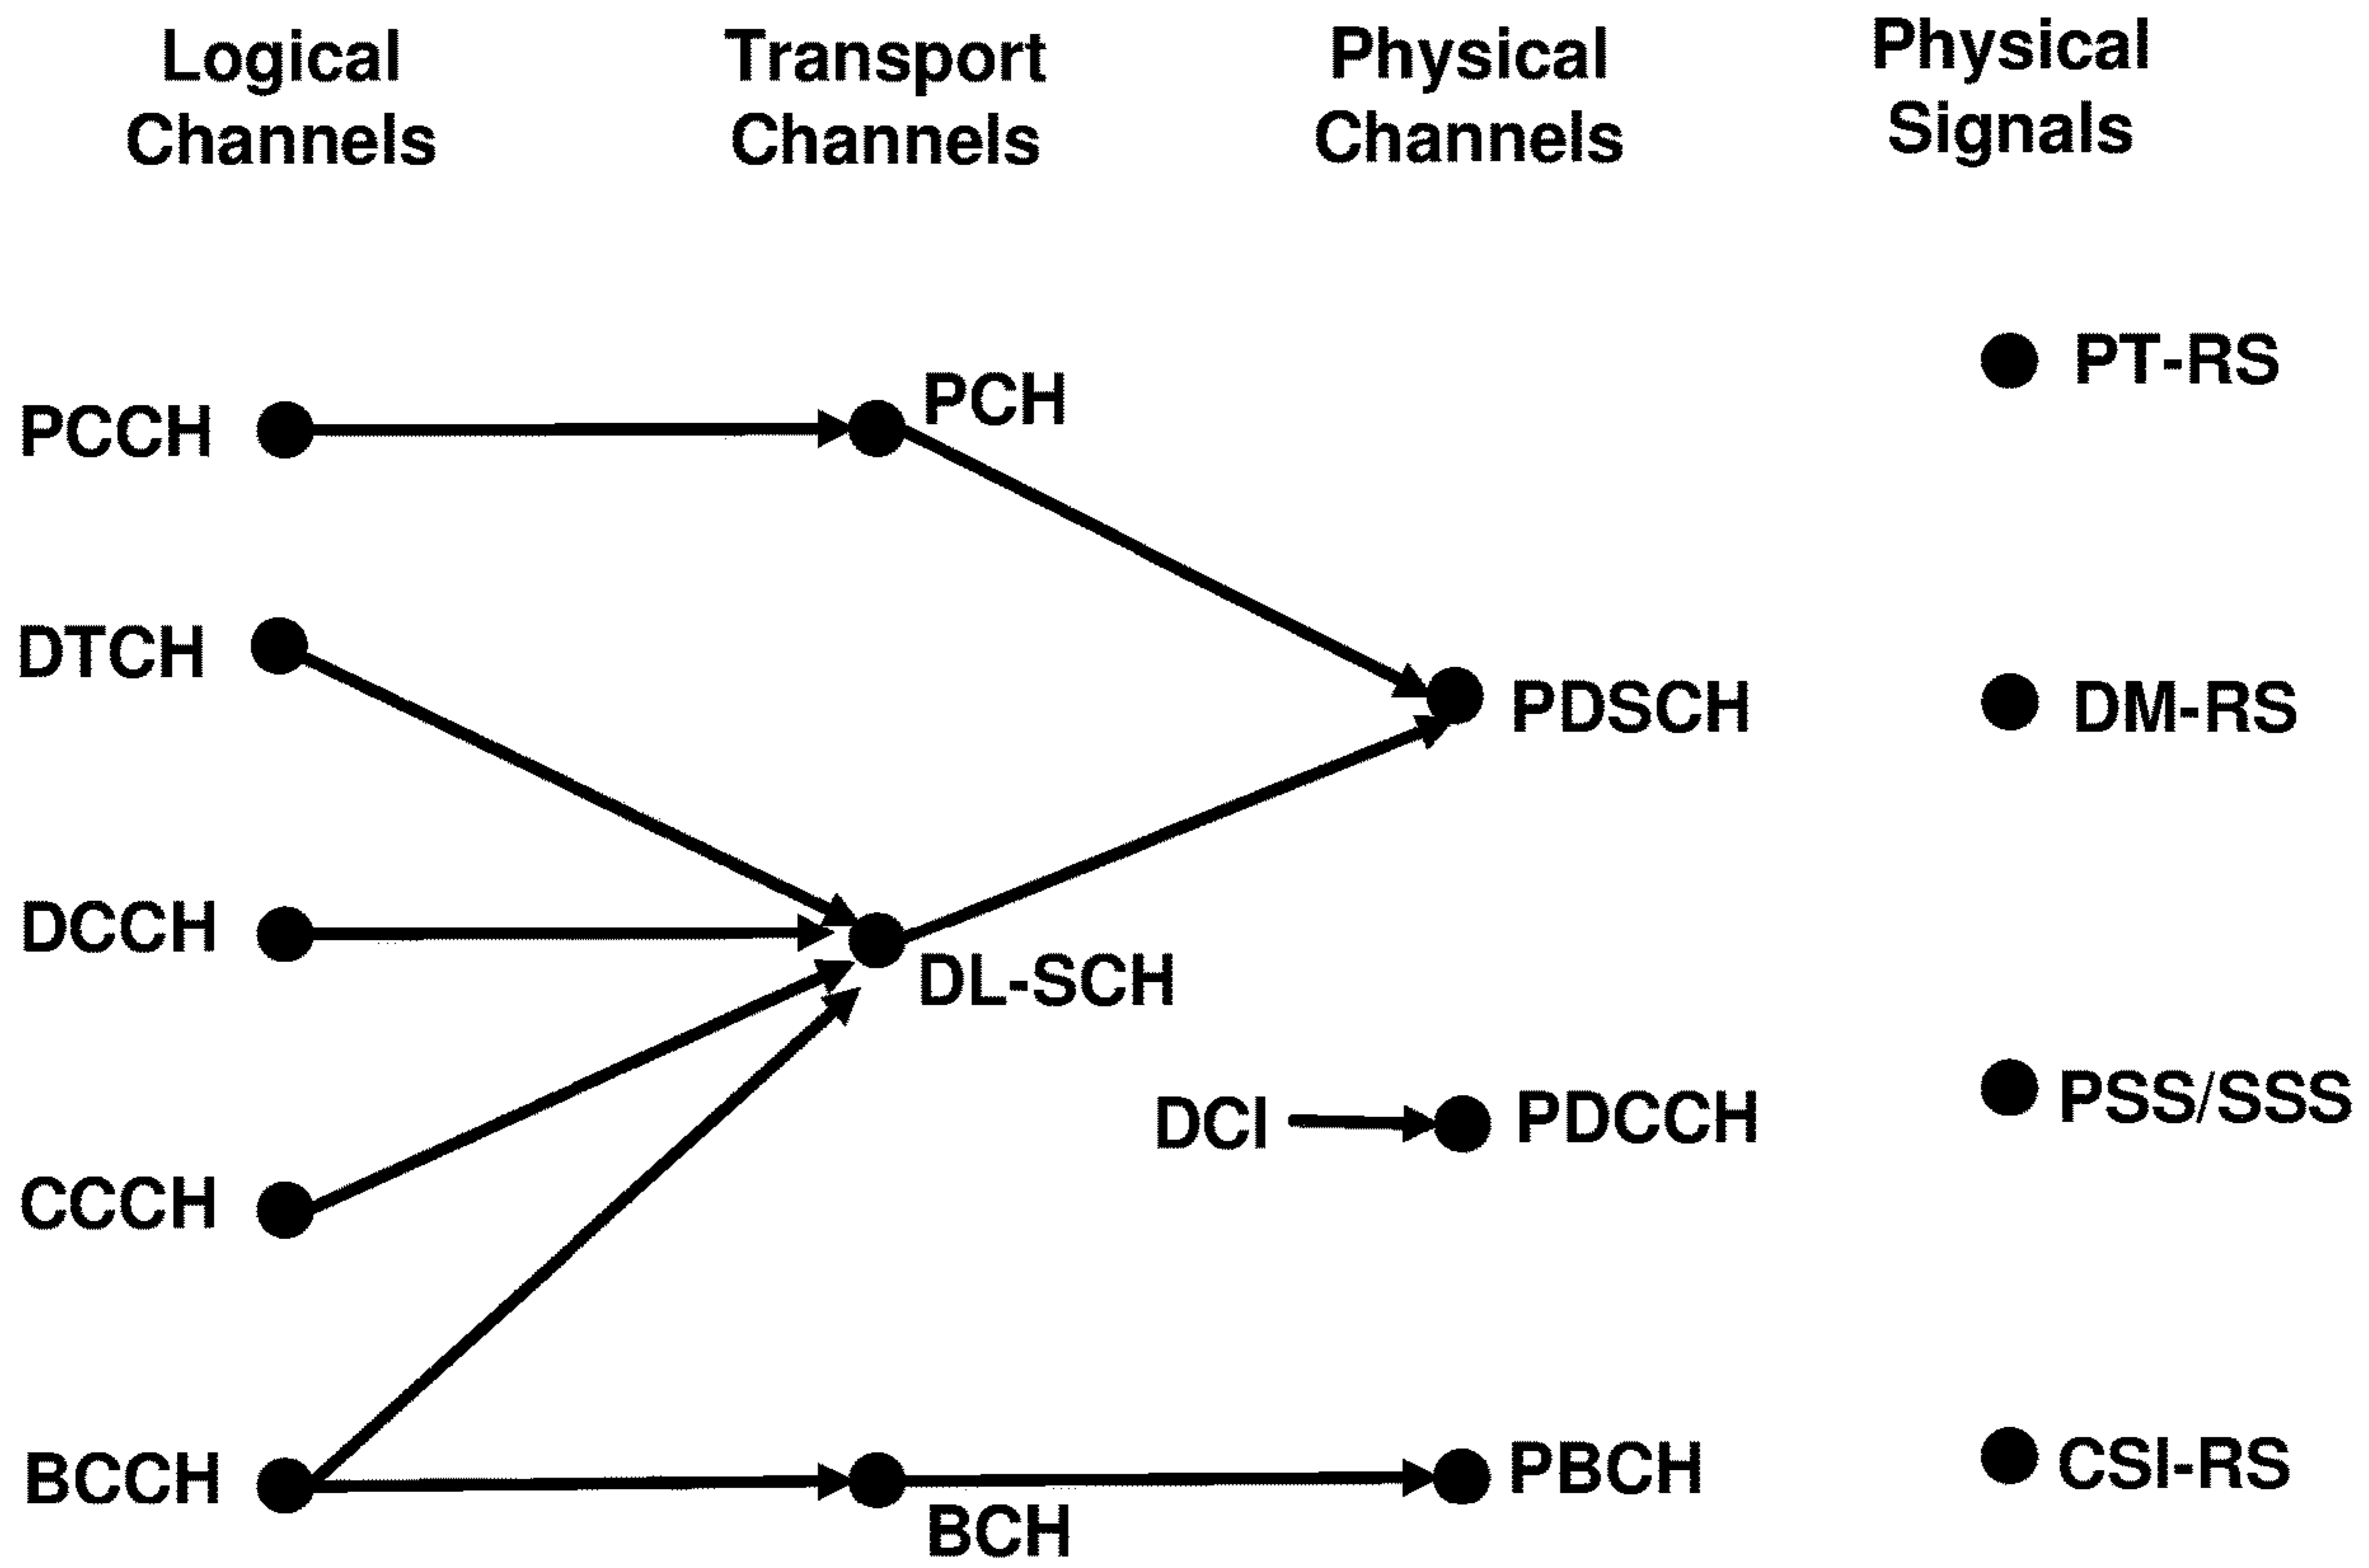 Logical
Channels
Transport
Channels
Physical
Channels
Physical
Signals
PCCH
PCH
PT-RS
DTCH
PDSCH
DM-RS
DCCH
DL-SCH
DCI
PDCCH
PSS/SSS
CCCH
BCCH
BCH
PBCH
CSI-RS